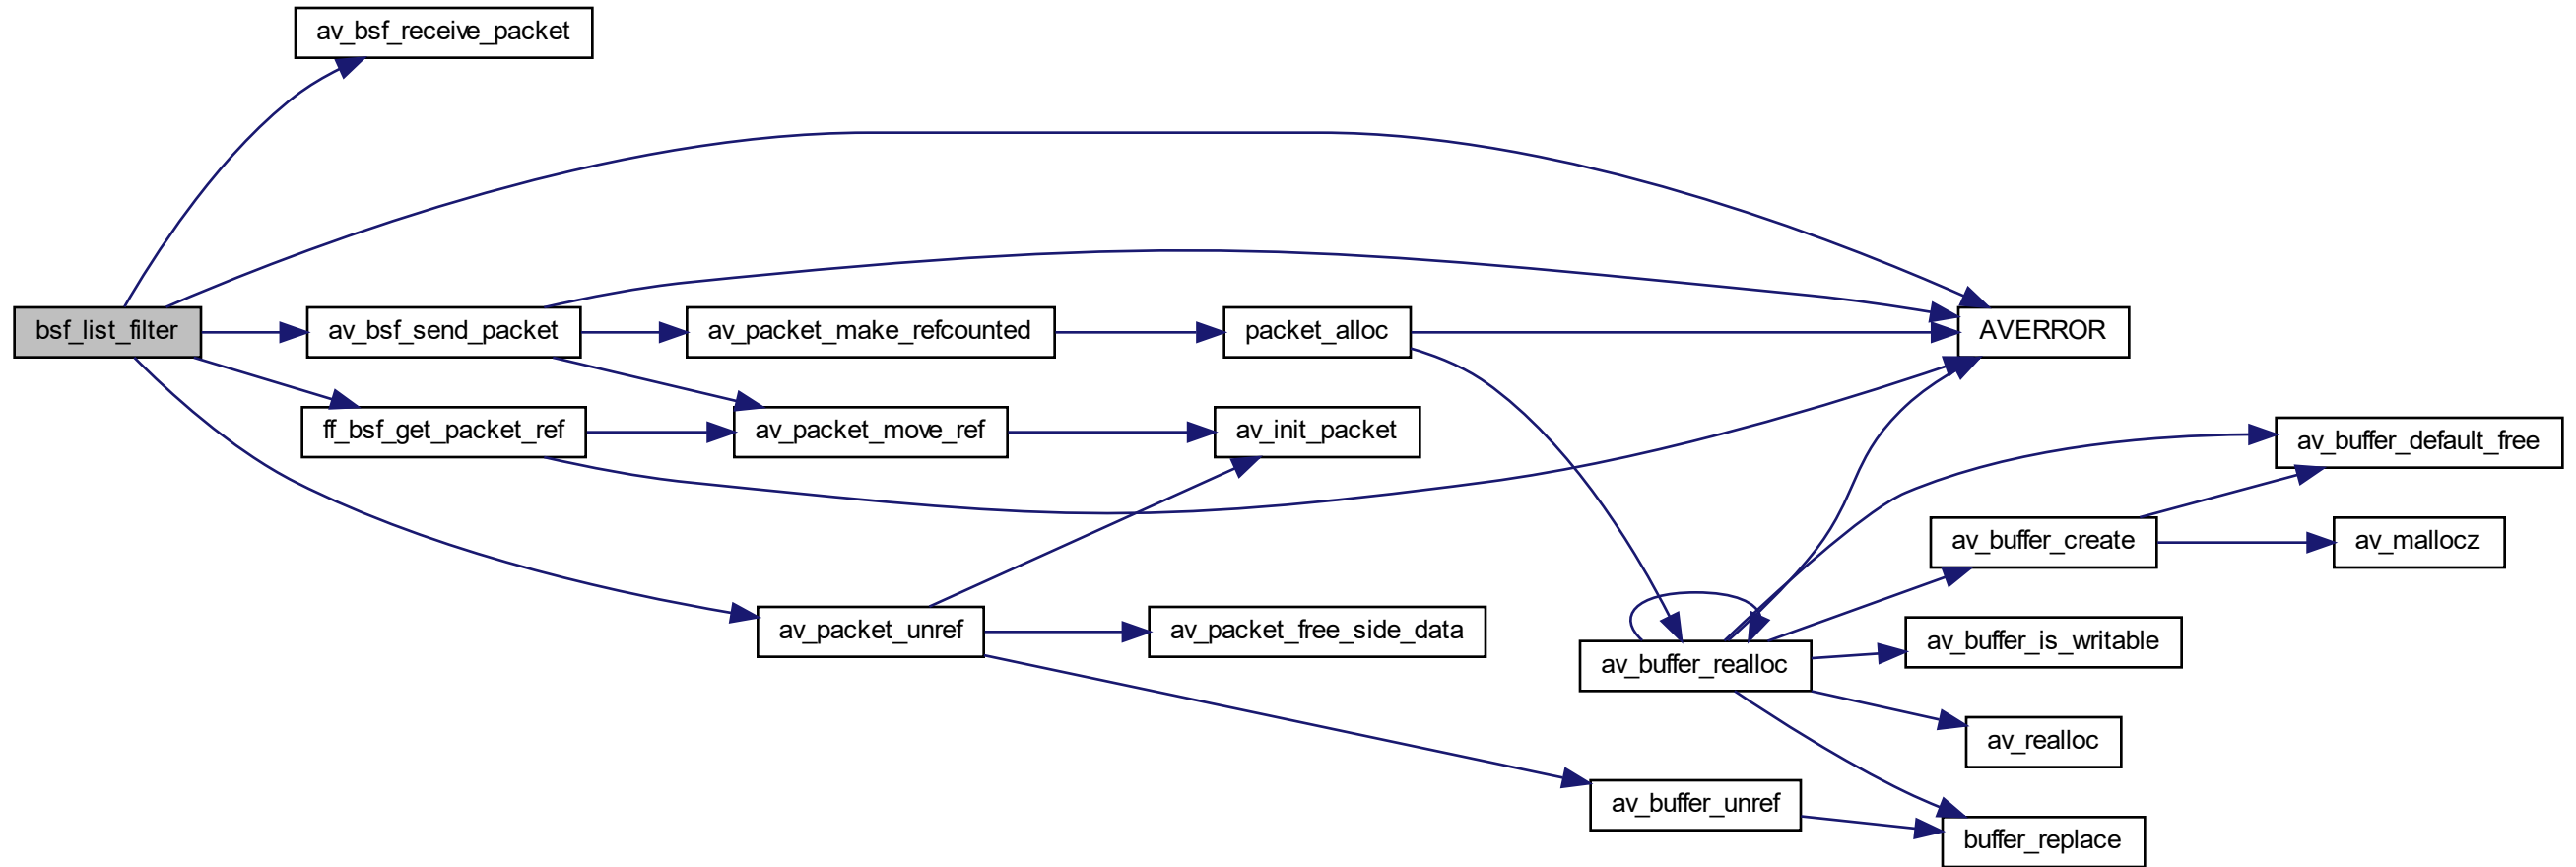 av_bsf_receive_packet
bsf_list_filter
av_bsf_send_packet
av_packet_make_refcounted
packet_alloc
AVERROR
ff_bsf_get_packet_ref
av_packet_move_ref
av_init_packet
av_buffer_default_free
av_buffer_create
av_mallocz
av_packet_unref
av_packet_free_side_data
av_buffer_realloc
av_buffer_is_writable
av_realloc
av_buffer_unref
buffer_replace